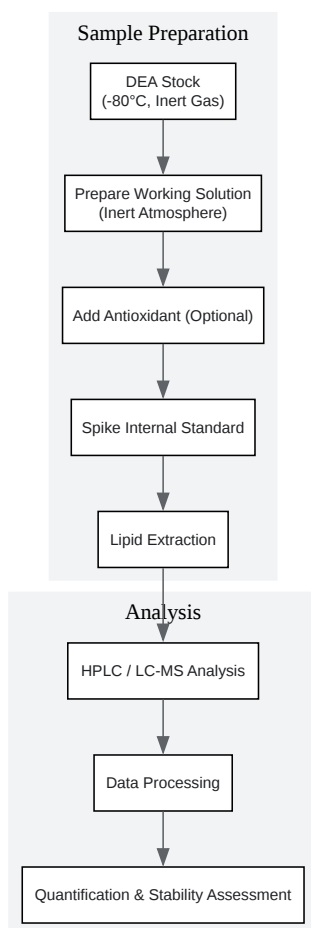 Sample Preparation
DEA Stock
(-80°C, Inert Gas)
Prepare Working Solution
(Inert Atmosphere)
Add Antioxidant (Optional)
Spike Internal Standard
Lipid Extraction
Analysis
HPLC / LC-MS Analysis
Data Processing
Quantification & Stability Assessment